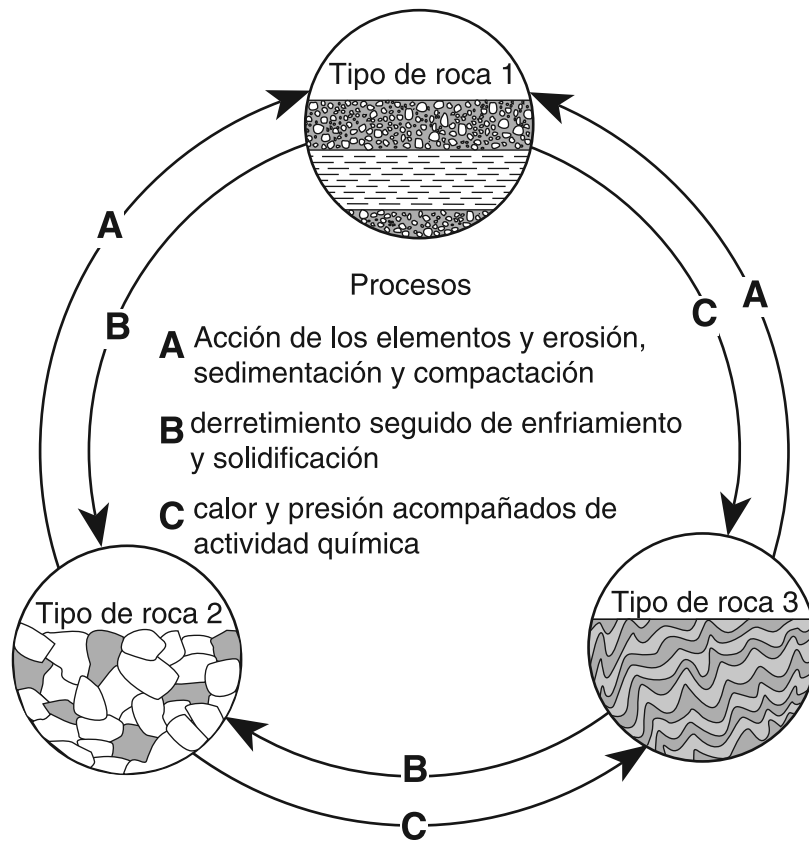 Tipo de roca 1
A
A
B
C
Procesos
A Acción de los elementos y erosión,
sedimentación y compactación
B derretimiento seguido de enfriamiento
y solidificación
C calor y presión acompañados de
actividad química
Tipo de roca 2
Tipo de roca 3
B
C